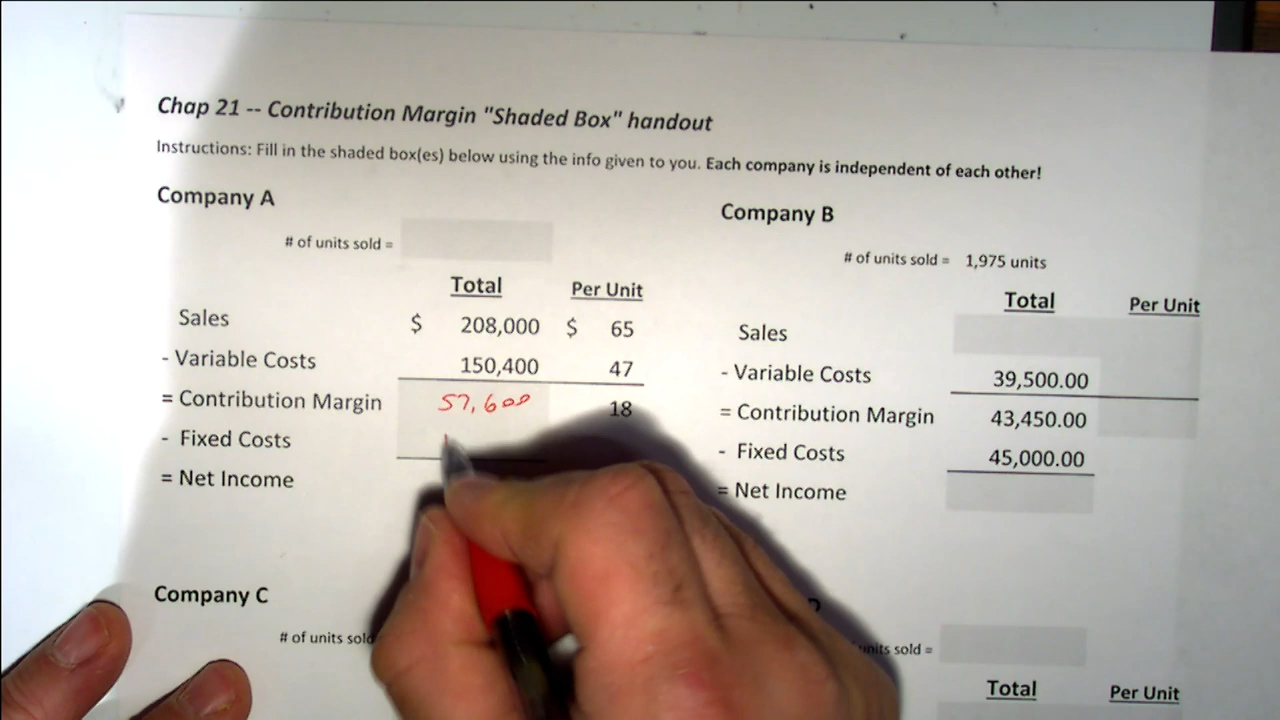 Chap 21 -- Contribution Margin "Shaded Box" handout
Instructions: Fill in the shaded box(es) below using the info given to you. Each company is independent of each other!
Company A
# of units sold =
Total Per Unit
Sales $ 208,000 $ 65
- Variable Costs 150,400 47
= Contribution Margin 57,600 18
- Fixed Costs
= Net Income
Company B
# of units sold = 1,975 units
Total Per Unit
Sales
- Variable Costs 39,500.00
= Contribution Margin 43,450.00
- Fixed Costs 45,000.00
= Net Income
Company C
# of units sold
units sold =
Total Per Unit